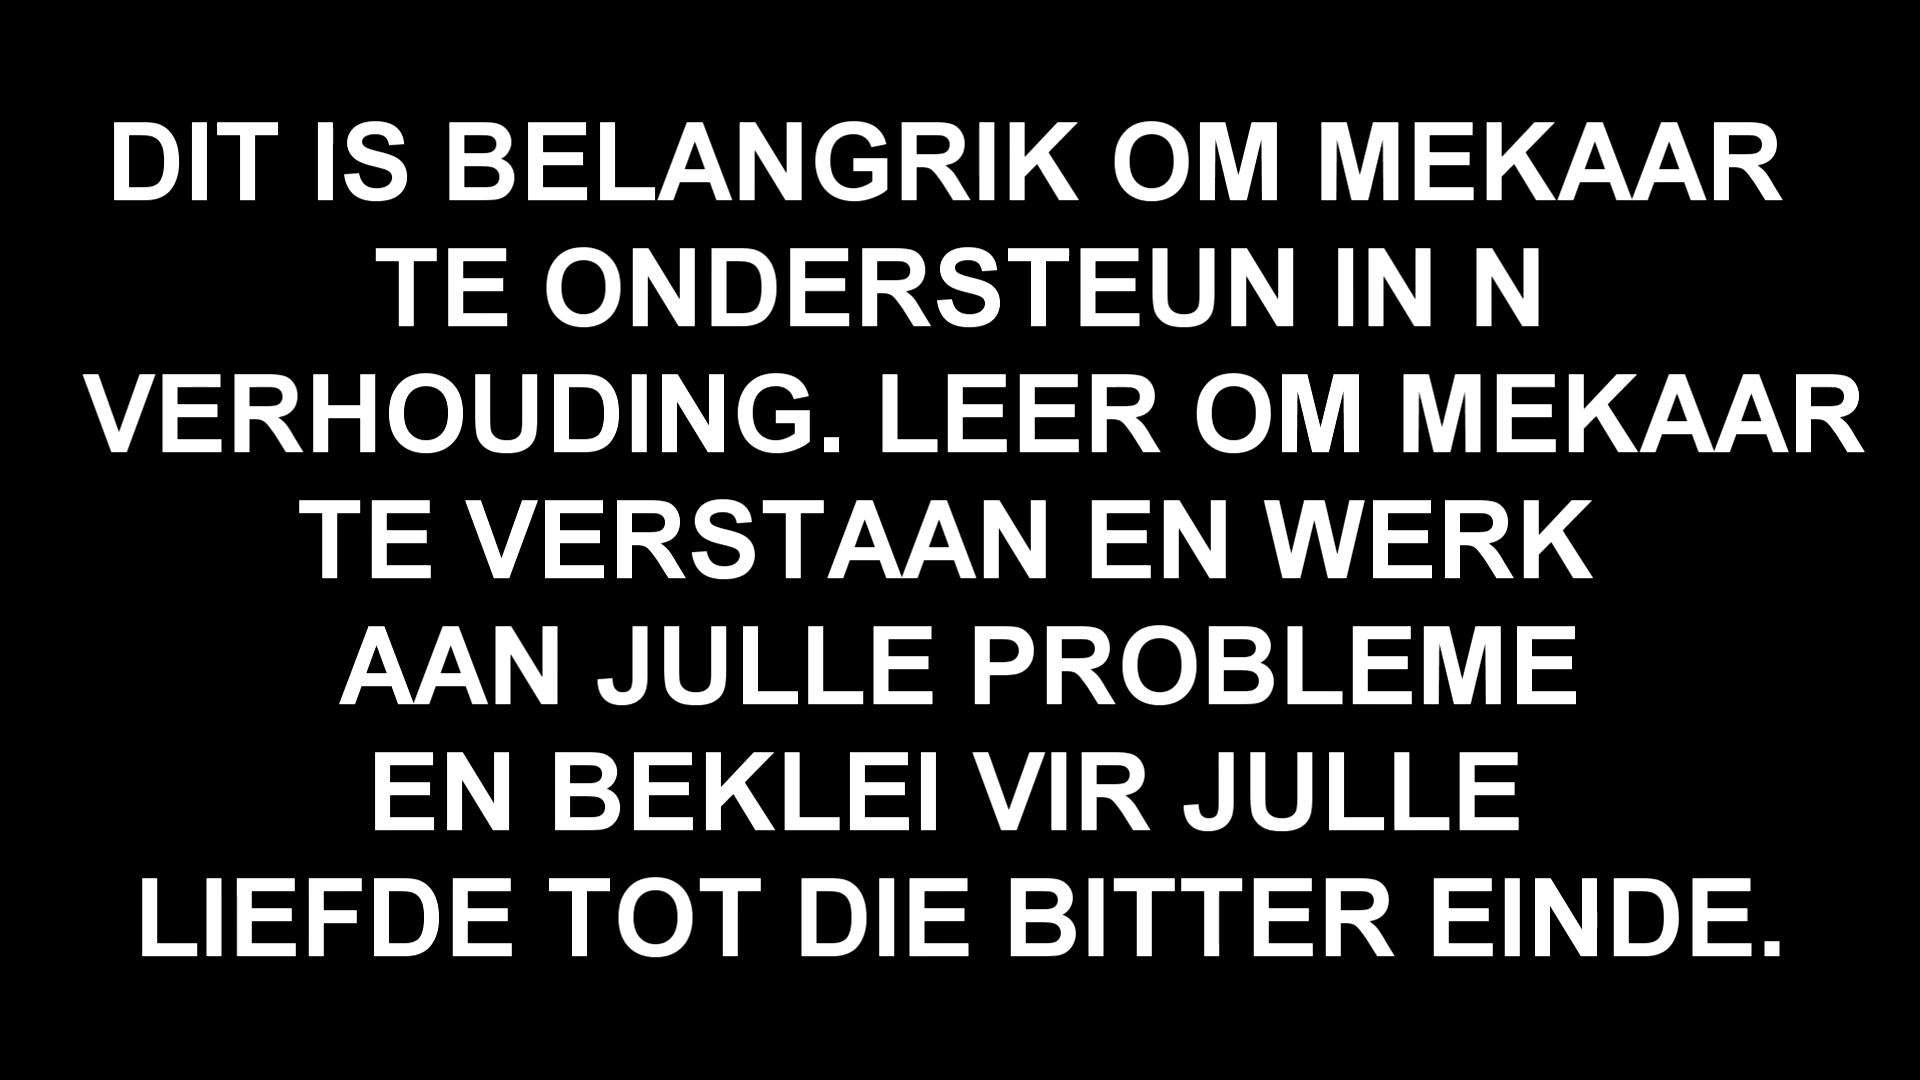 DIT IS BELANGRIK OM MEKAAR
TE ONDERSTEUN IN N
VERHOUDING. LEER OM MEKAAR
TE VERSTAAN EN WERK
AAN JULLE PROBLEME
EN BEKLEI VIR JULLE
LIEFDE TOT DIE BITTER EINDE.